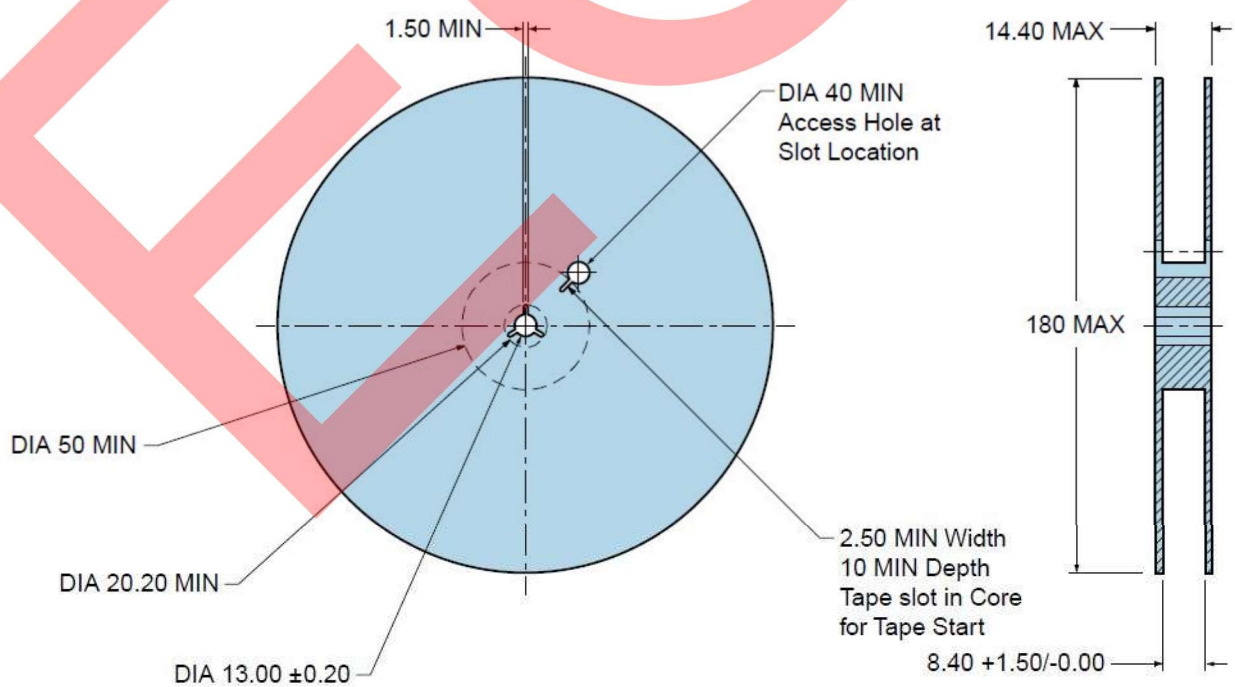 1.50 MIN
14.40 MAX
DIA 40 MIN
Access Hole at
Slot Location
180 MAX
DIA 50 MIN
2.50 MIN Width
10 MIN Depth
Tape slot in Core
for Tape Start
DIA 20.20 MIN
8.40 +1.50/-0.00
DIA 13.00 ±0.20